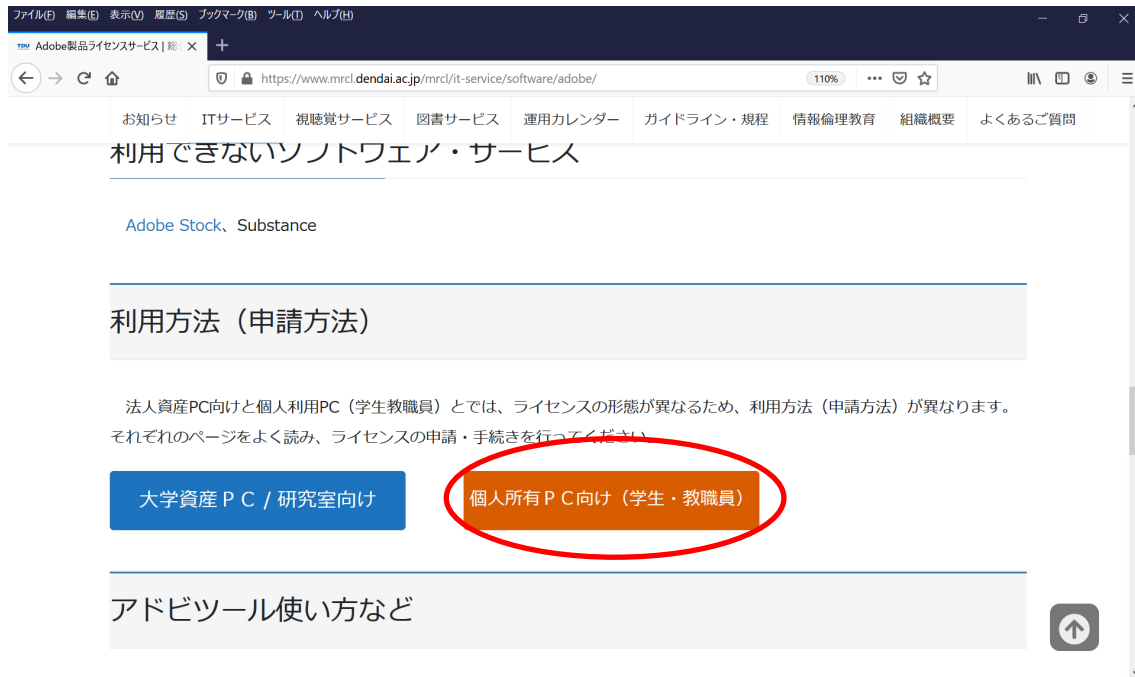 ファイル(F) 編集(E) 表示(V) 履歴(S) ブックマーク(B) ツール(T) ヘルプ(H)
TDU Adobe製品ライセンスサービス | 総
https://www.mrcl.dendai.ac.jp/mrcl/it-service/software/adobe/ 110%
お知らせ ITサービス 視聴覚サービス 図書サービス 運用カレンダー ガイドライン・規程 情報倫理教育 組織概要 よくあるご質問
利用できないソフトウェア・サービス
Adobe Stock、Substance
利用方法（申請方法）
法人資産PC向けと個人利用PC（学生教職員）とでは、ライセンスの形態が異なるため、利用方法（申請方法）が異なります。
それぞれのページをよく読み、ライセンスの申請・手続きを行ってください。
大学資産ＰＣ / 研究室向け
個人所有ＰＣ向け（学生・教職員）
アドビツール使い方など